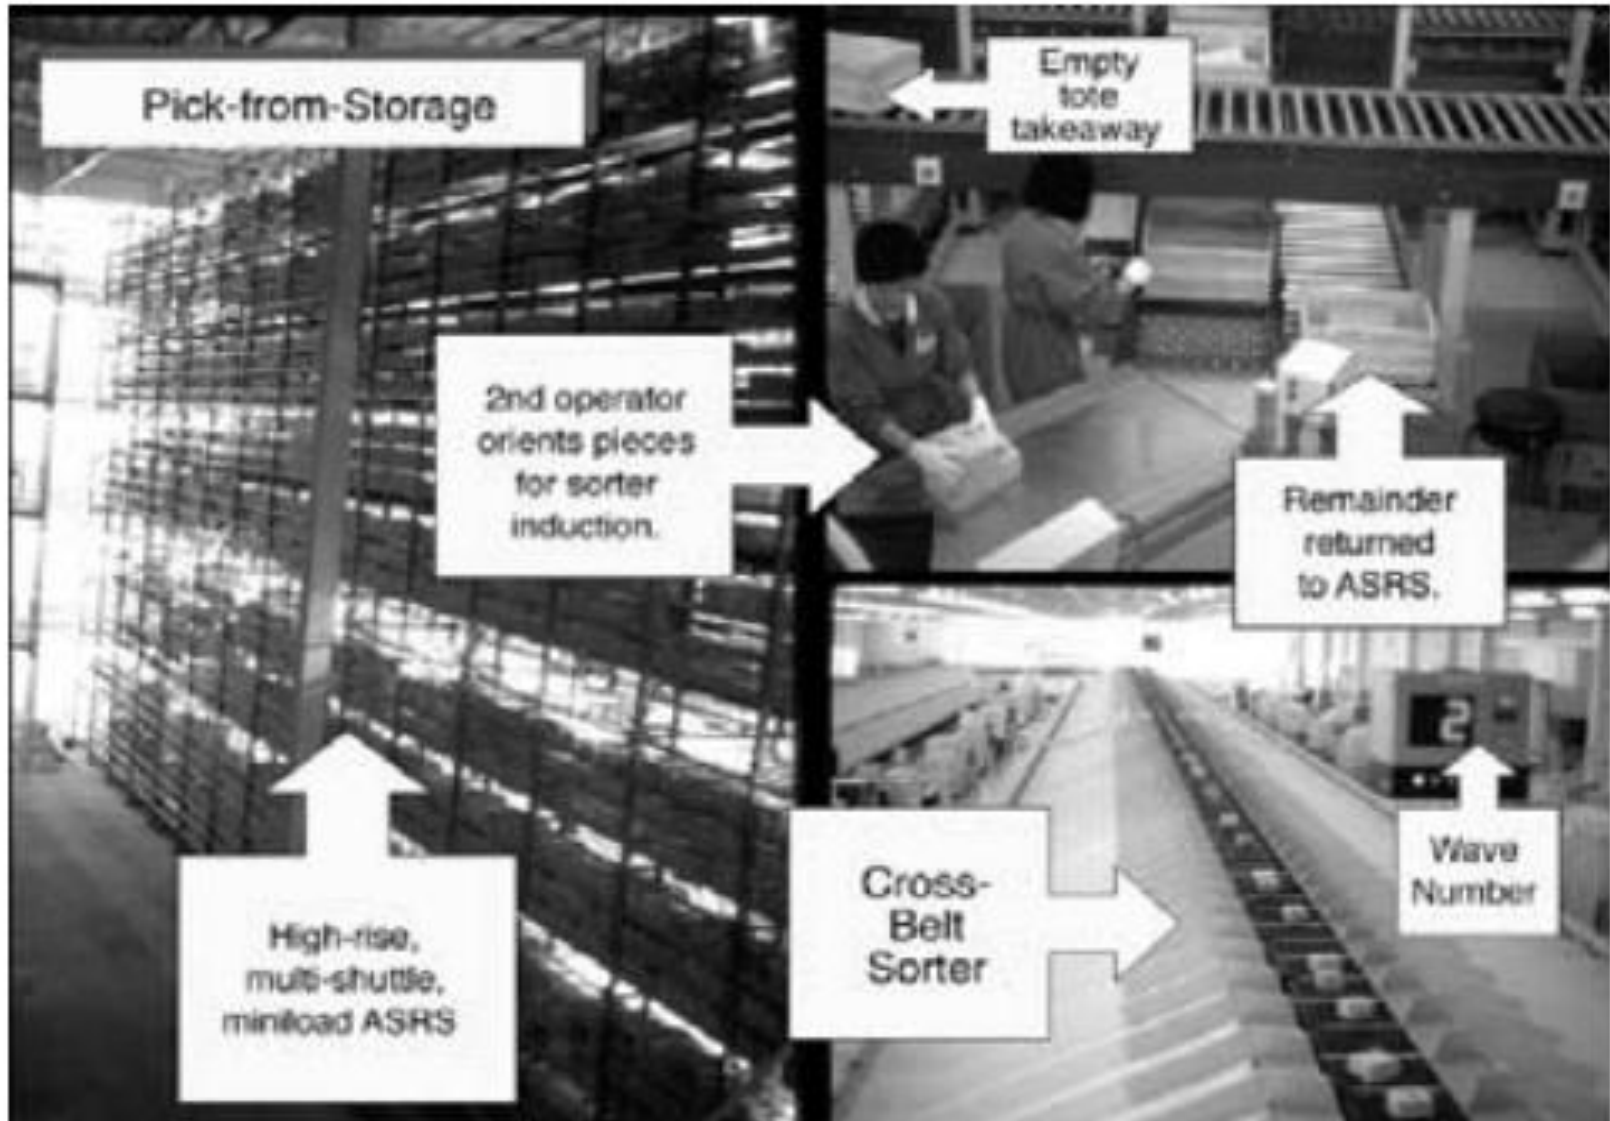 Pick-from-Storage
Empty
tote
takeaway
2nd operator
orients pieces
for sorter
induction.
Remainder
returned
to ASRS.
High-rise,
multi-shuttle,
miniload ASRS
Cross-
Belt
Sorter
2
Wave
Number